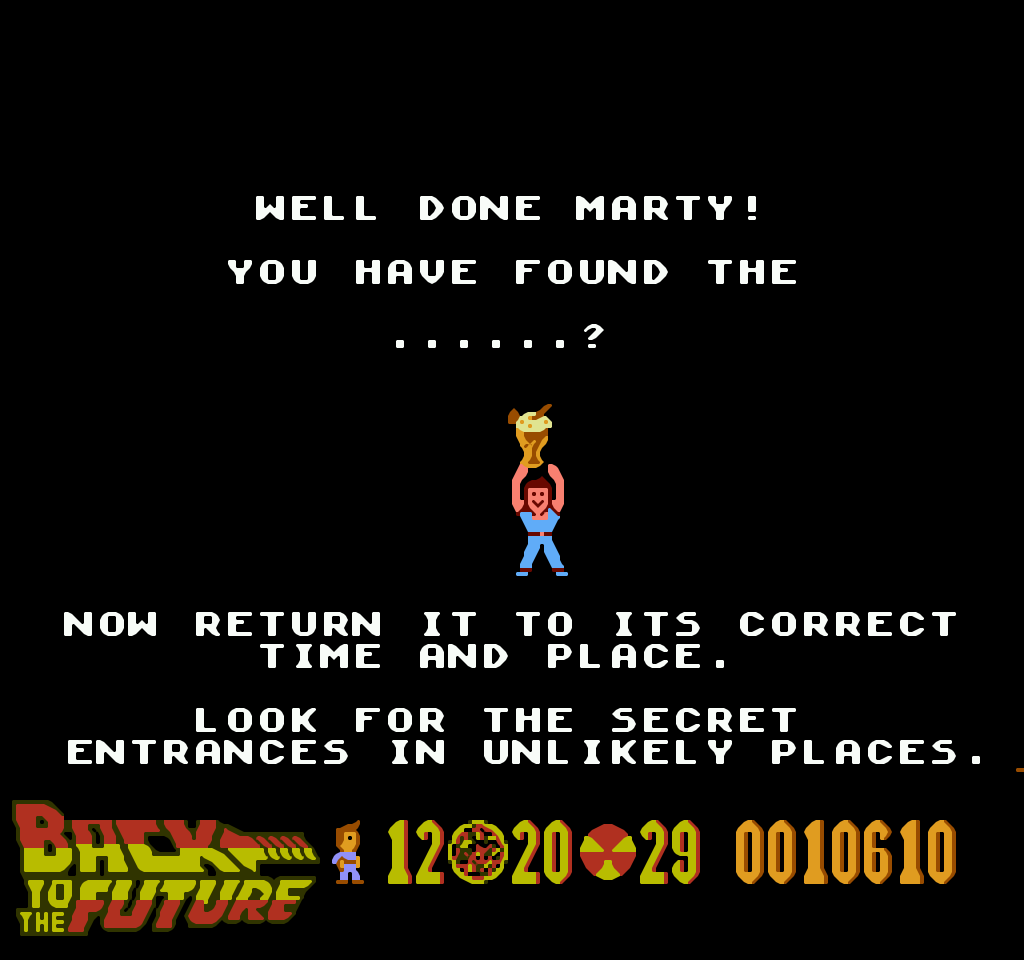 WELL DONE MARTY!
YOU HAVE FOUND THE
......?
NOW RETURN IT TO ITS CORRECT
TIME AND PLACE.
LOOK FOR THE SECRET
ENTRANCES IN UNLIKELY PLACES.
BACK
TO
THE FUTURE
12 20 29 00010610